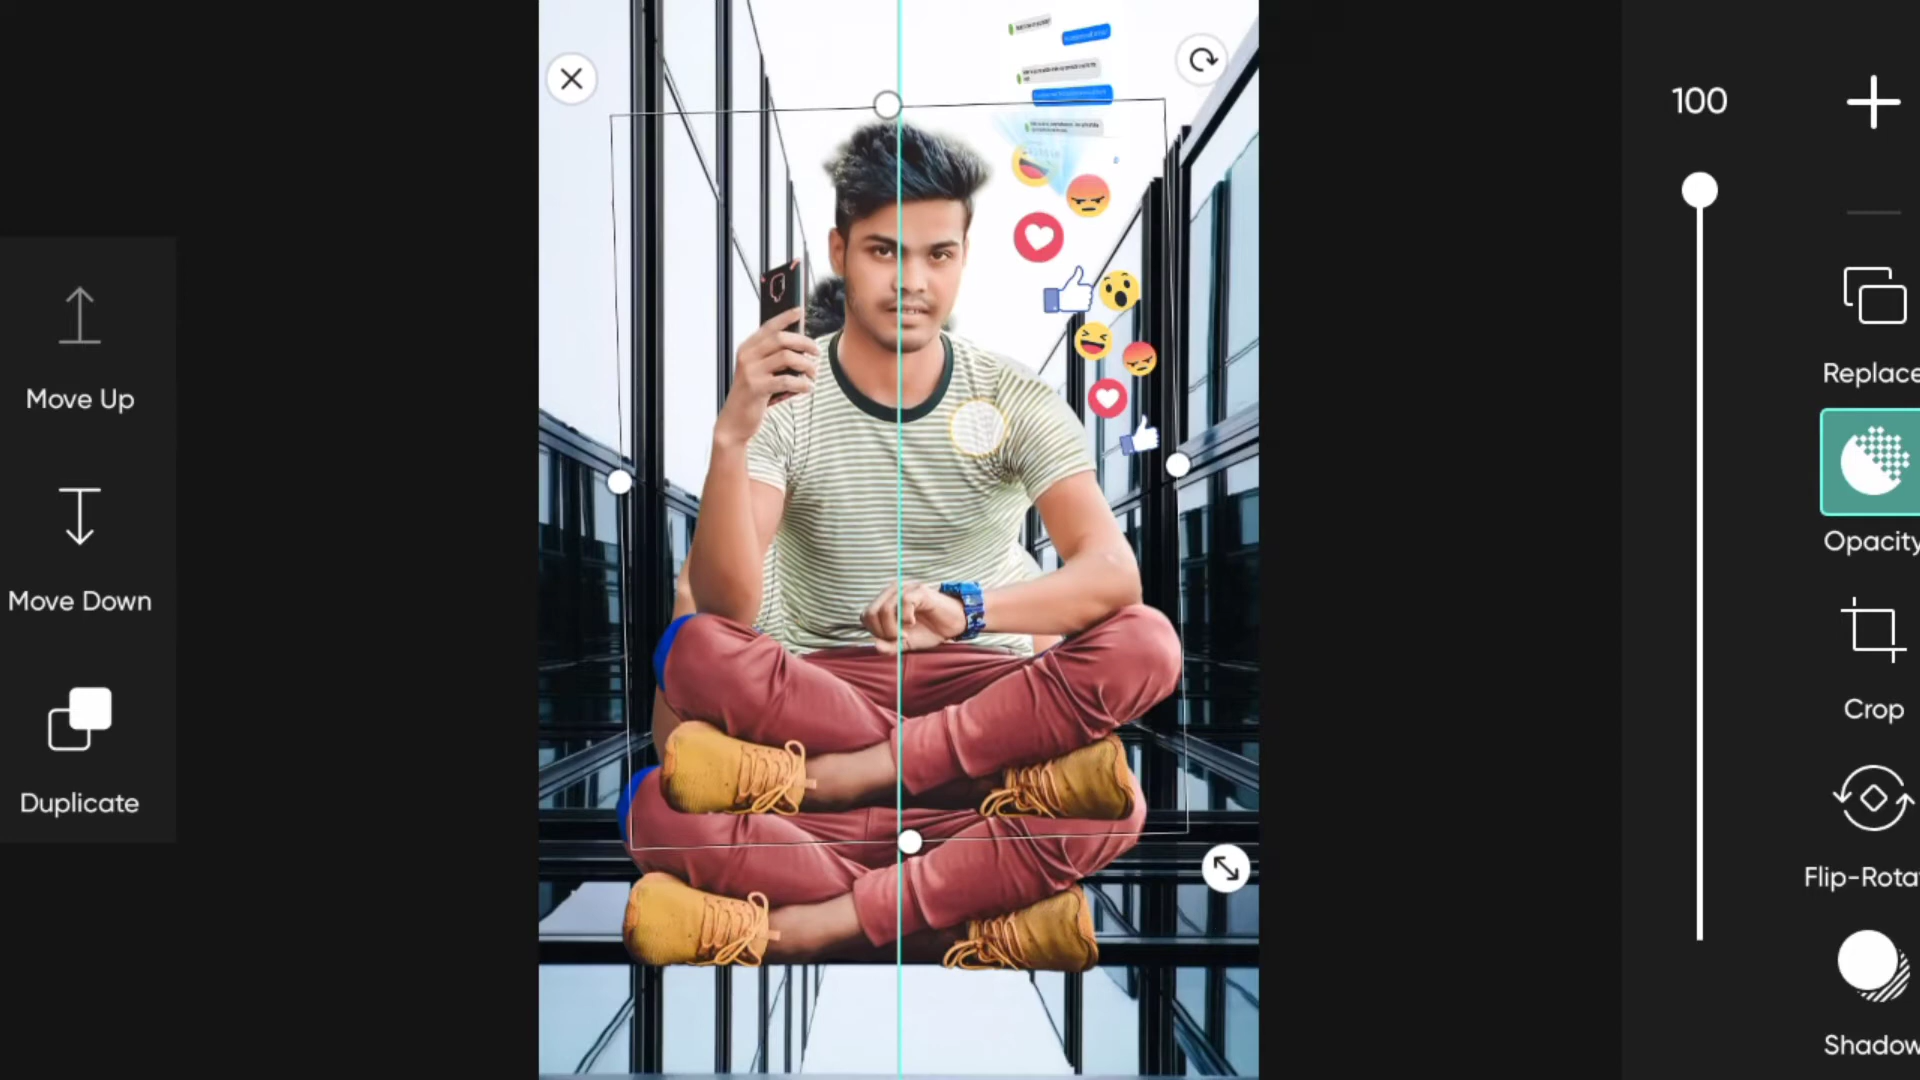 100
Move Up
Move Down
Duplicate
Replace
Opacity
Crop
Flip-Rota
Shadow